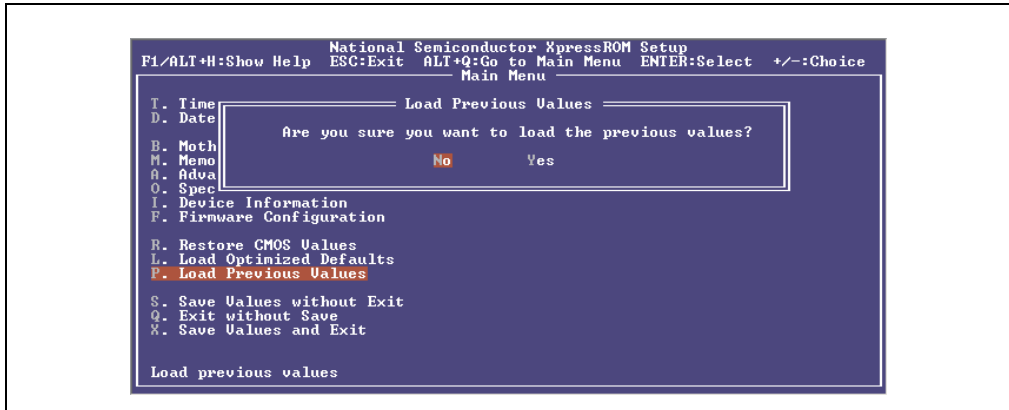 National Semiconductor XpressROM Setup
F1/ALT+H:Show Help ESC:Exit ALT+Q:Go to Main Menu ENTER:Select +/-:Choice
Main Menu
T. Time
Load Previous Values
D. Date
Are you sure you want to load the previous values?
B. Moth
M. Memo
No Yes
A. Adva
O. Spec
I. Device Information
F. Firmware Configuration
R. Restore CMOS Values
L. Load Optimized Defaults
P. Load Previous Values
S. Save Values without Exit
Q. Exit without Save
X. Save Values and Exit
Load previous values